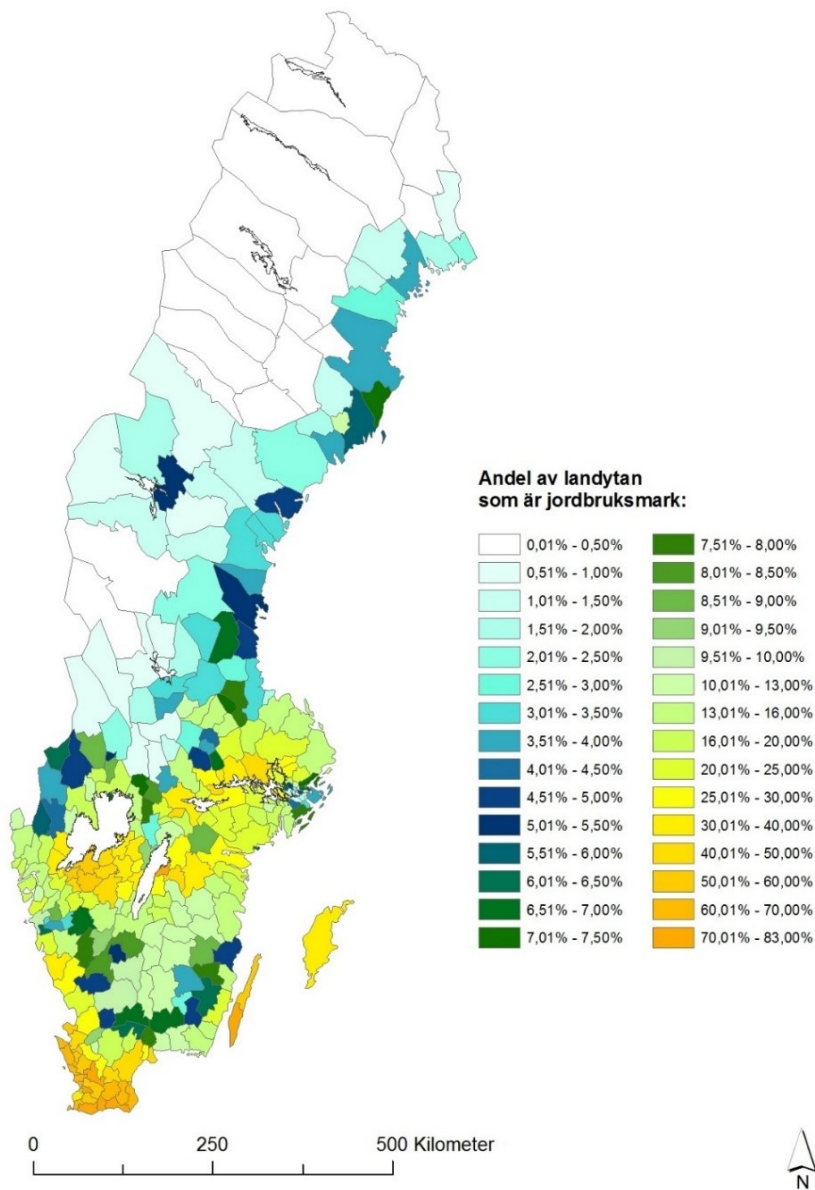 Andel av landytan
som är jordbruksmark:
0,01% - 0,50%
0,51% - 1,00%
1,01% - 1,50%
1,51% - 2,00%
2,01% - 2,50%
2,51% - 3,00%
3,01% - 3,50%
3,51% - 4,00%
4,01% - 4,50%
4,51% - 5,00%
5,01% - 5,50%
5,51% - 6,00%
6,01% - 6,50%
6,51% - 7,00%
7,01% - 7,50%
7,51% - 8,00%
8,01% - 8,50%
8,51% - 9,00%
9,01% - 9,50%
9,51% - 10,00%
10,01% - 13,00%
13,01% - 16,00%
16,01% - 20,00%
20,01% - 25,00%
25,01% - 30,00%
30,01% - 40,00%
40,01% - 50,00%
50,01% - 60,00%
60,01% - 70,00%
70,01% - 83,00%
0 250 500 Kilometer
N